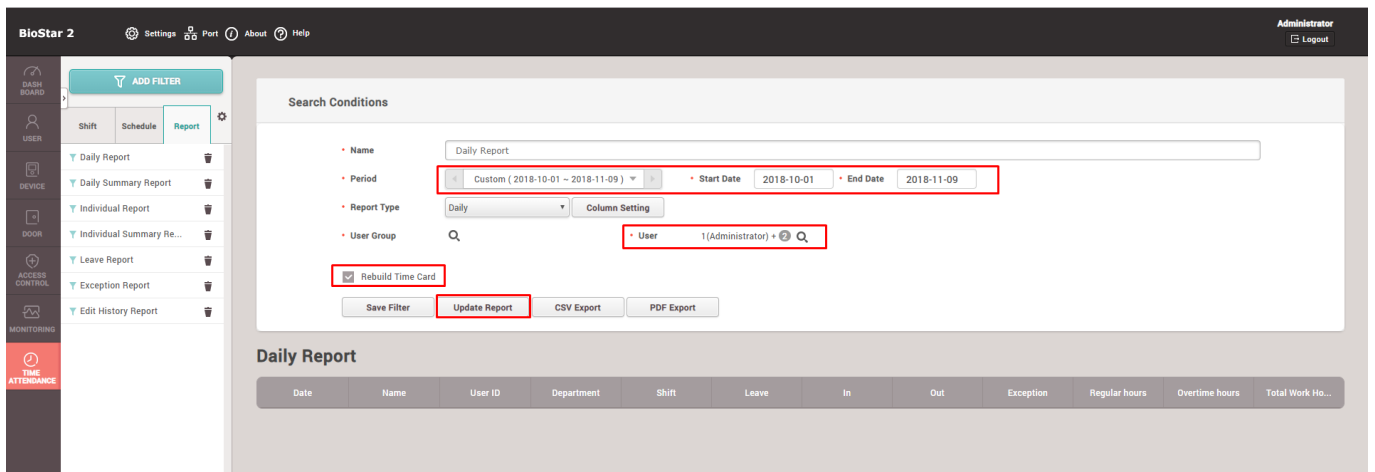 BioStar 2 Settings Port About Help
Administrator
Logout
DASH
BOARD
USER
DEVICE
DOOR
ACCESS
CONTROL
MONITORING
TIME
ATTENDANCE
ADD FILTER
Shift Schedule Report
Daily Report
Daily Summary Report
Individual Report
Individual Summary Re...
Leave Report
Exception Report
Edit History Report
Search Conditions
• Name Daily Report
• Period Custom ( 2018-10-01 ~ 2018-11-09 ) • Start Date 2018-10-01 • End Date 2018-11-09
• Report Type Daily Column Setting
• User Group • User 1(Administrator) + 2
Rebuild Time Card
Save Filter Update Report CSV Export PDF Export
Daily Report
Date Name User ID Department Shift Leave In Out Exception Regular hours Overtime hours Total Work Ho...